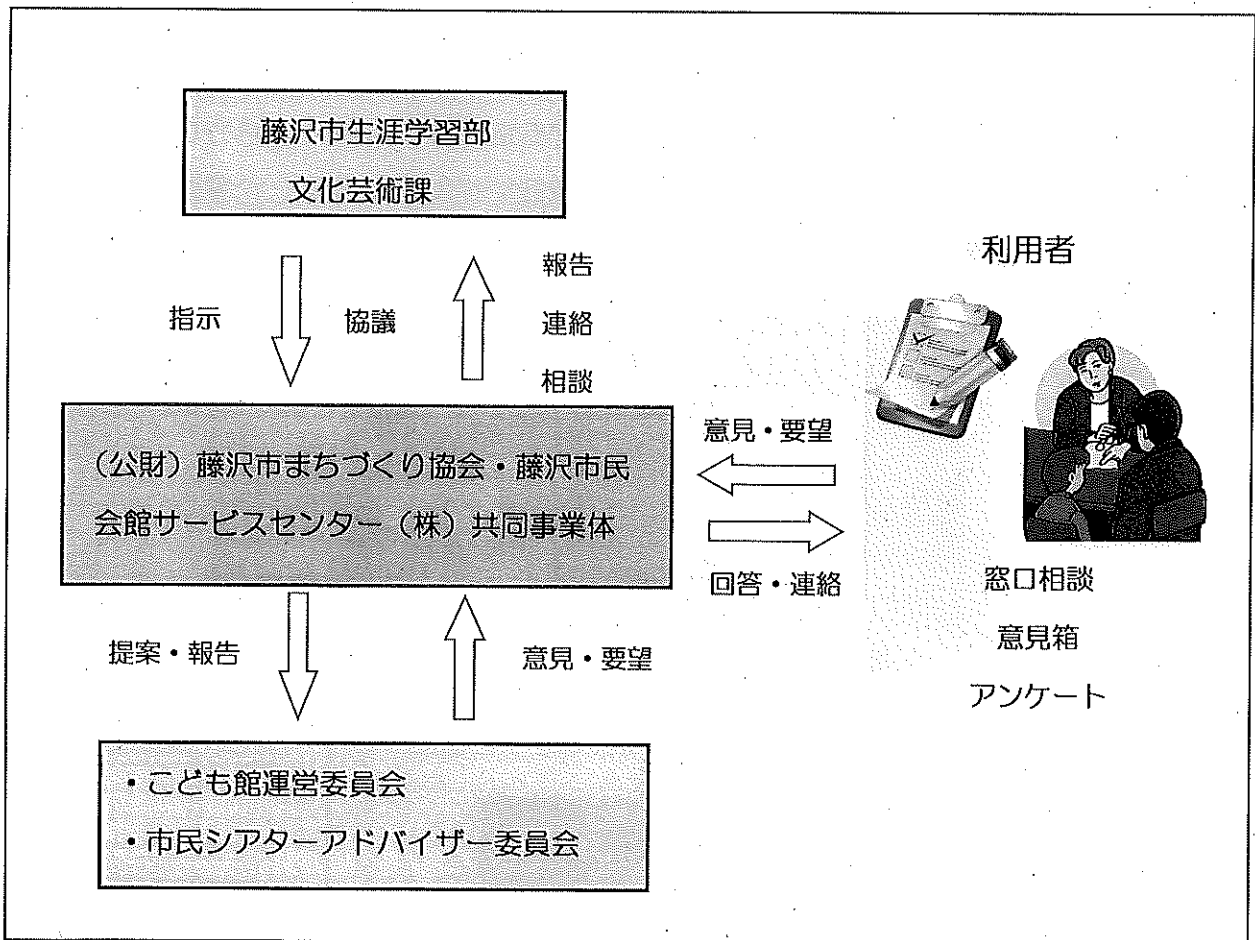 藤沢市生涯学習部
文化芸術課
指示
協議
報告
連絡
相談
利用者
(公財)藤沢市まちづくり協会・藤沢市民
会館サービスセンター(株)共同事業体
意見・要望
回答・連絡
窓口相談
意見箱
アンケート
提案・報告
意見・要望
・こども館運営委員会
・市民シアターアドバイザー委員会